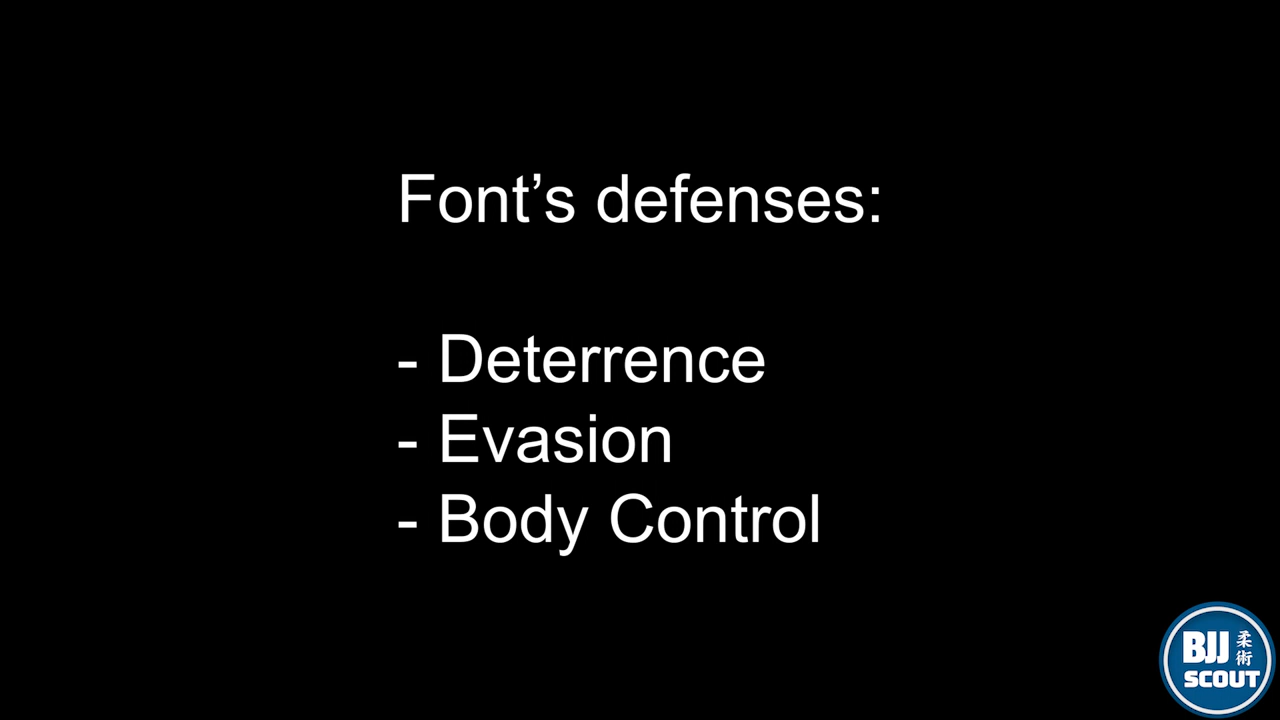 Font’s defenses:
- Deterrence
- Evasion
- Body Control
BJJ 柔術
SCOUT